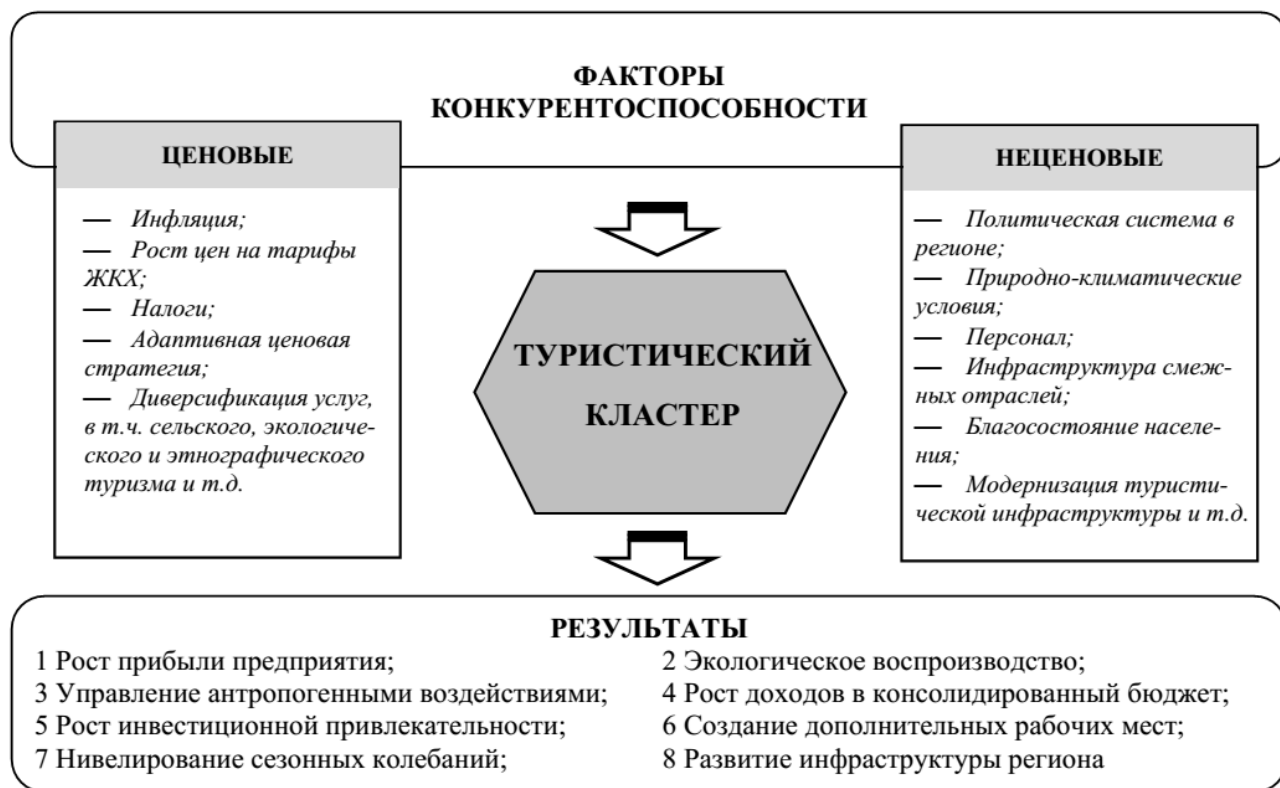 ФАКТОРЫ
КОНКУРЕНТОСПОСОБНОСТИ
ЦЕНОВЫЕ
— Инфляция;
— Рост цен на тарифы
ЖКХ;
— Налоги;
— Адаптивная ценовая
стратегия;
— Диверсификация услуг,
в т.ч. сельского, экологиче-
ского и этнографического
туризма и т.д.
НЕЦЕНОВЫЕ
— Политическая система в
регионе;
— Природно-климатические
условия;
— Персонал;
— Инфраструктура смеж-
ных отраслей;
— Благосостояние населе-
ния;
— Модернизация туристи-
ческой инфраструктуры и т.д.
ТУРИСТИЧЕСКИЙ
КЛАСТЕР
РЕЗУЛЬТАТЫ
1 Рост прибыли предприятия; 2 Экологическое воспроизводство;
3 Управление антропогенными воздействиями; 4 Рост доходов в консолидированный бюджет;
5 Рост инвестиционной привлекательности; 6 Создание дополнительных рабочих мест;
7 Нивелирование сезонных колебаний; 8 Развитие инфраструктуры региона